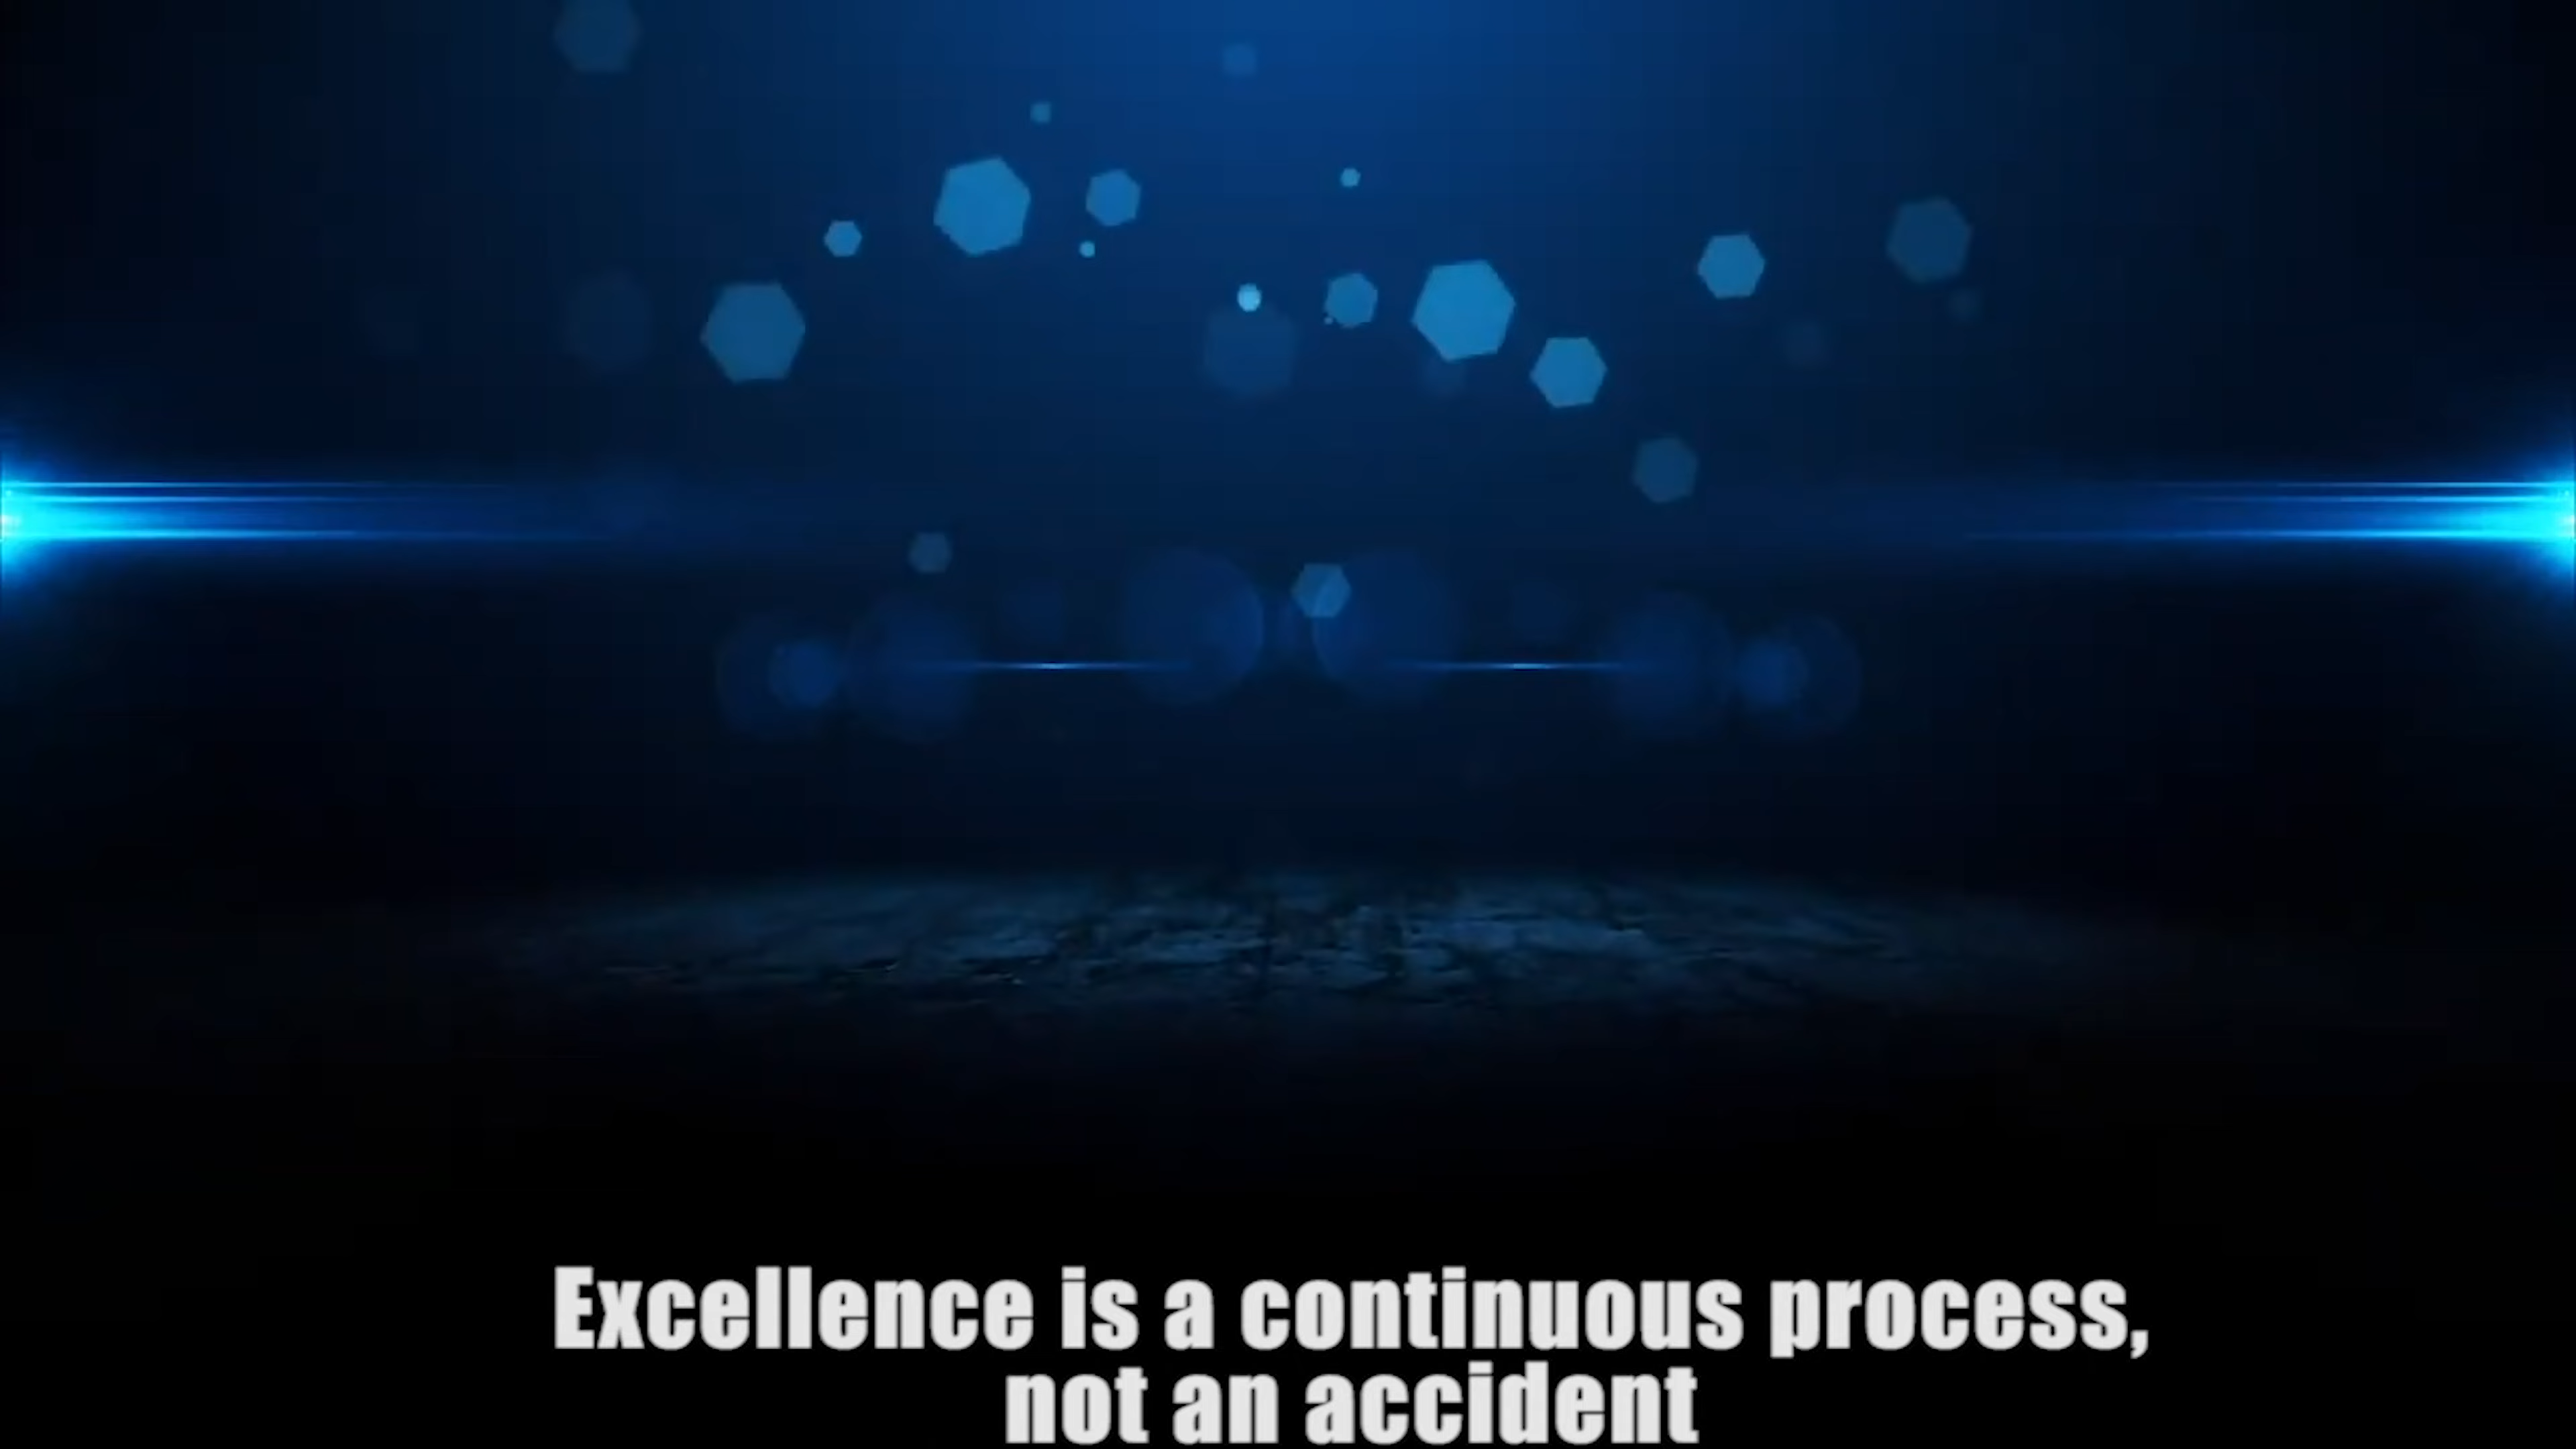 Excellence is a continuous process,
not an accident